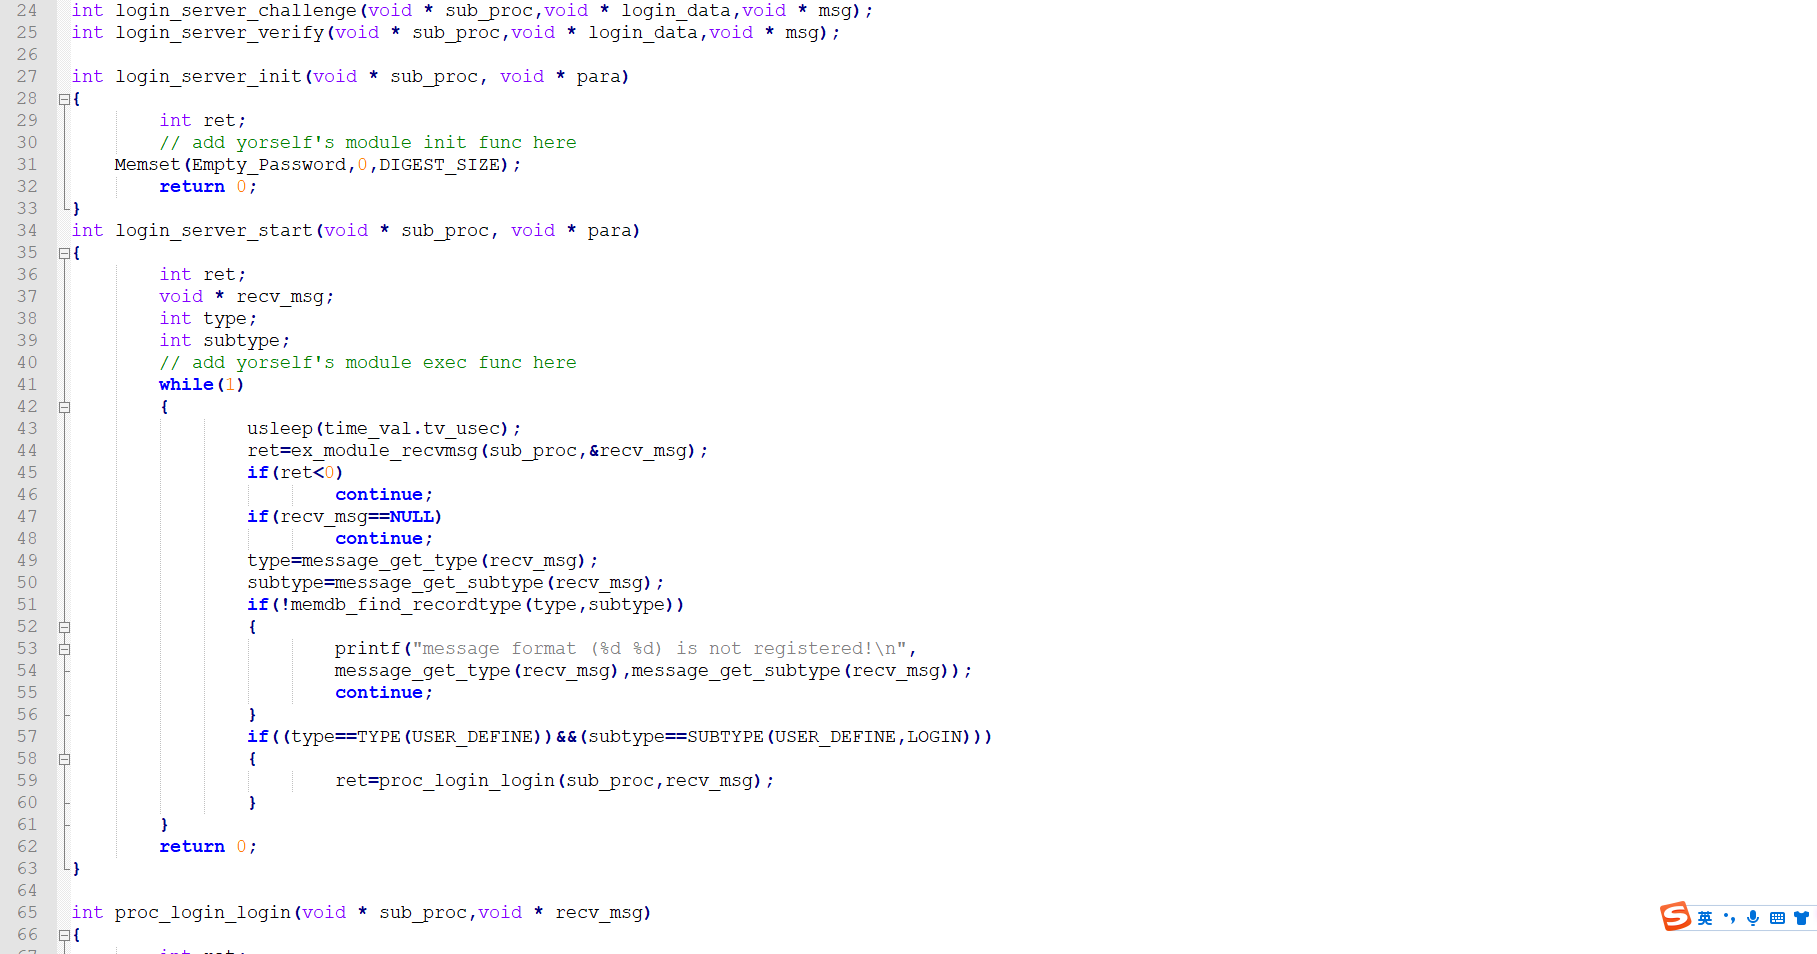 24 int login_server_challenge(void * sub_proc,void * login_data,void * msg);
25 int login_server_verify(void * sub_proc,void * login_data,void * msg);
26
27 int login_server_init(void * sub_proc, void * para)
28 {
29 int ret;
30 // add yorself's module init func here
31 Memset(Empty_Password,0,DIGEST_SIZE);
32 return 0;
33 }
34 int login_server_start(void * sub_proc, void * para)
35 {
36 int ret;
37 void * recv_msg;
38 int type;
39 int subtype;
40 // add yorself's module exec func here
41 while(1)
42 {
43 usleep(time_val.tv_usec);
44 ret=ex_module_recvmsg(sub_proc,&recv_msg);
45 if(ret<0)
46 continue;
47 if(recv_msg==NULL)
48 continue;
49 type=message_get_type(recv_msg);
50 subtype=message_get_subtype(recv_msg);
51 if(!memdb_find_recordtype(type,subtype))
52 {
53 printf("message format (%d %d) is not registered!\n",
54 message_get_type(recv_msg),message_get_subtype(recv_msg));
55 continue;
56 }
57 if((type==TYPE(USER_DEFINE))&&(subtype==SUBTYPE(USER_DEFINE,LOGIN)))
58 {
59 ret=proc_login_login(sub_proc,recv_msg);
60 }
61 }
62 return 0;
63 }
64
65 int proc_login_login(void * sub_proc,void * recv_msg)
66 {
67 int ret;
S 英